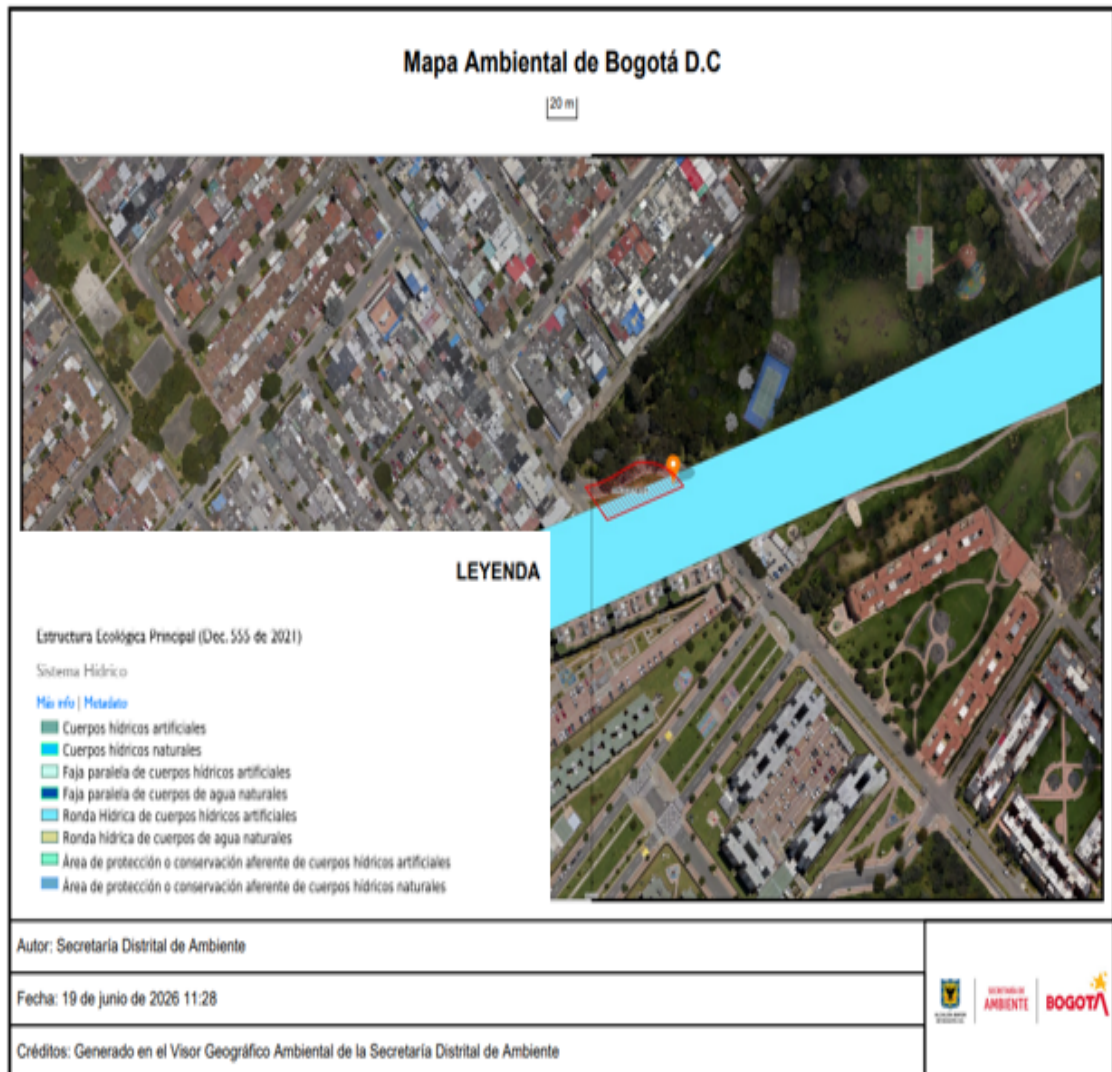 Mapa Ambiental de Bogotá D.C
20 m
LEYENDA
Estructura Ecológica Principal (Dec. 555 de 2021)
Sistema Hídrico
Más info | Metadato
Cuerpos hídricos artificiales
Cuerpos hídricos naturales
Faja paralela de cuerpos hídricos artificiales
Faja paralela de cuerpos de agua naturales
Ronda Hídrica de cuerpos hídricos artificiales
Ronda hídrica de cuerpos de agua naturales
Área de protección o conservación aferente de cuerpos hídricos artificiales
Área de protección o conservación aferente de cuerpos hídricos naturales
Autor: Secretaría Distrital de Ambiente
Fecha: 19 de junio de 2026 11:28
Créditos: Generado en el Visor Geográfico Ambiental de la Secretaría Distrital de Ambiente
SECRETARÍA DE
AMBIENTE
BOGOTÁ